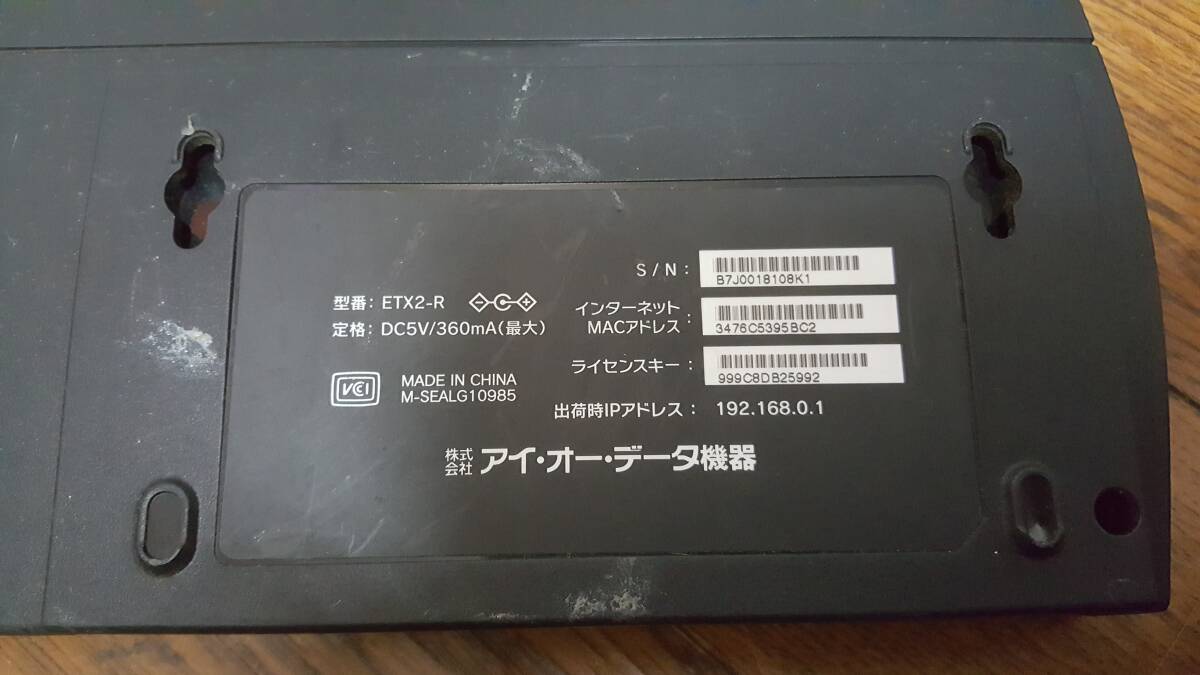 S/N :
B7J0018108K1
型番: ETX2-R
定格: DC5V/360mA(最大)
インターネット
MACアドレス :
3476C5395BC2
ライセンスキー :
999C8DB25992
VCI
MADE IN CHINA
M-SEALG10985
出荷時IPアドレス : 192.168.0.1
株式会社 アイ・オー・データ機器